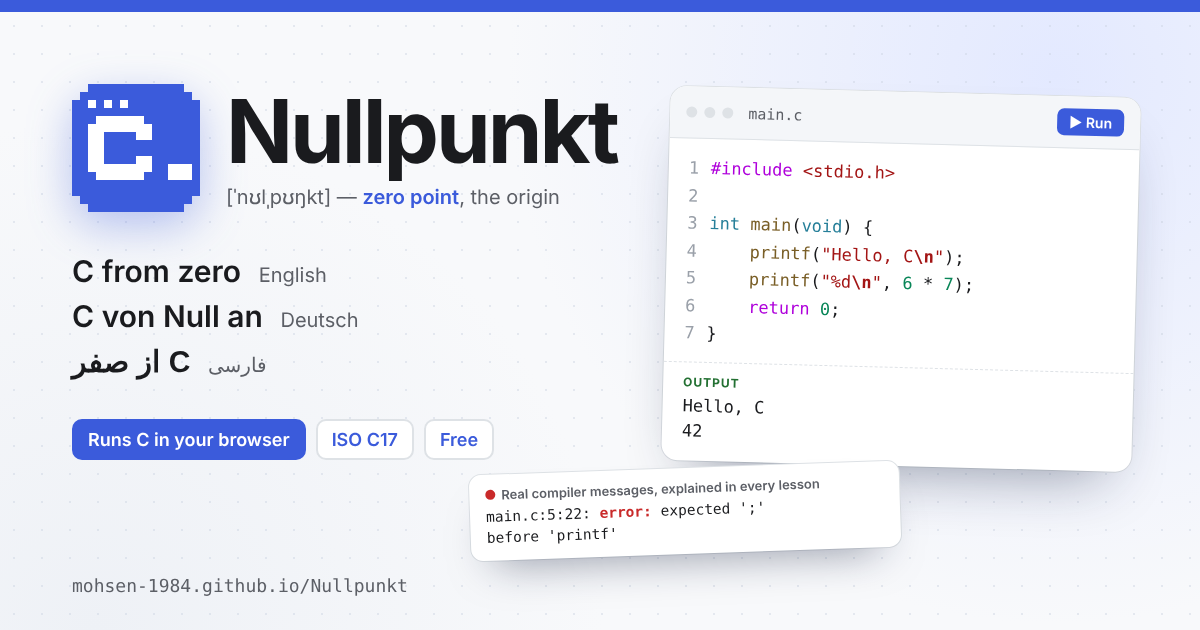 C_
Nullpunkt
[ˈnʊlˌpʊŋkt] — zero point, the origin
C from zero English
C von Null an Deutsch
C از صفر فارسی
Runs C in your browser ISO C17 Free
mohsen-1984.github.io/Nullpunkt
main.c ▶ Run
1 #include <stdio.h>
2
3 int main(void) {
4     printf("Hello, C\n");
5     printf("%d\n", 6 * 7);
6     return 0;
7 }
OUTPUT
Hello, C
42
Real compiler messages, explained in every lesson
main.c:5:22: error: expected ';'
before 'printf'